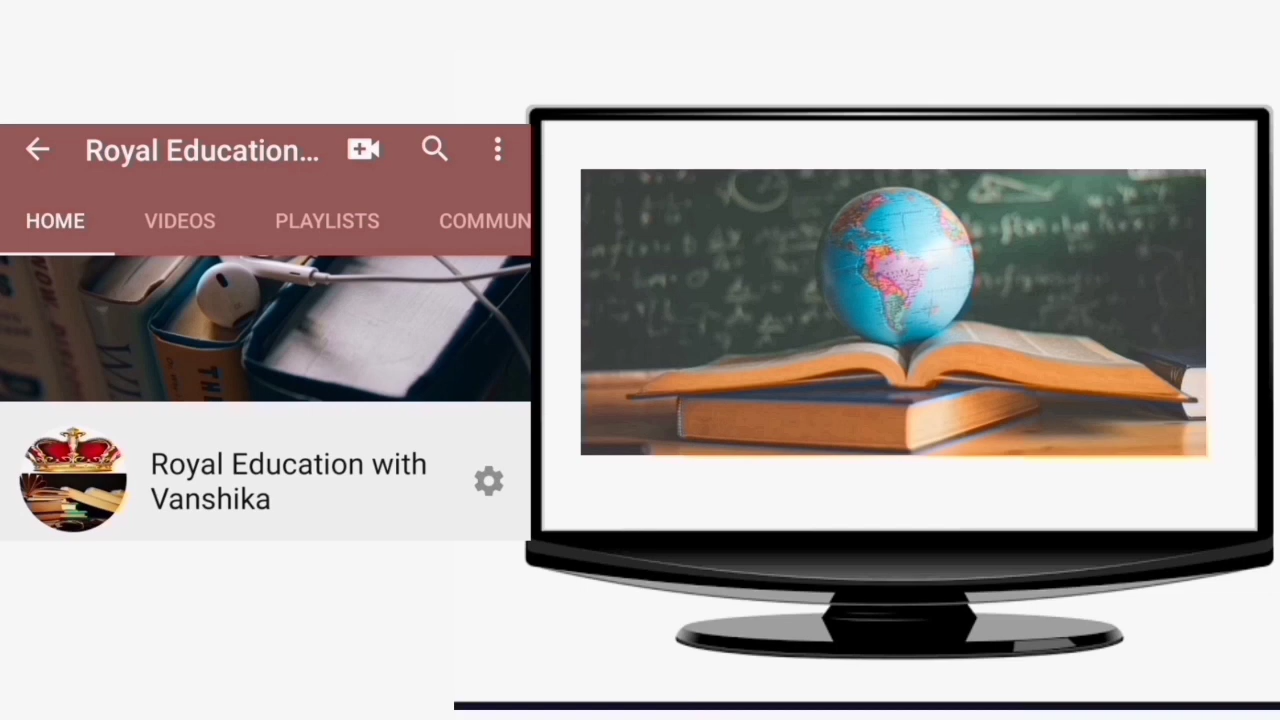 Royal Education...
HOME VIDEOS PLAYLISTS COMMUN
Royal Education with
Vanshika